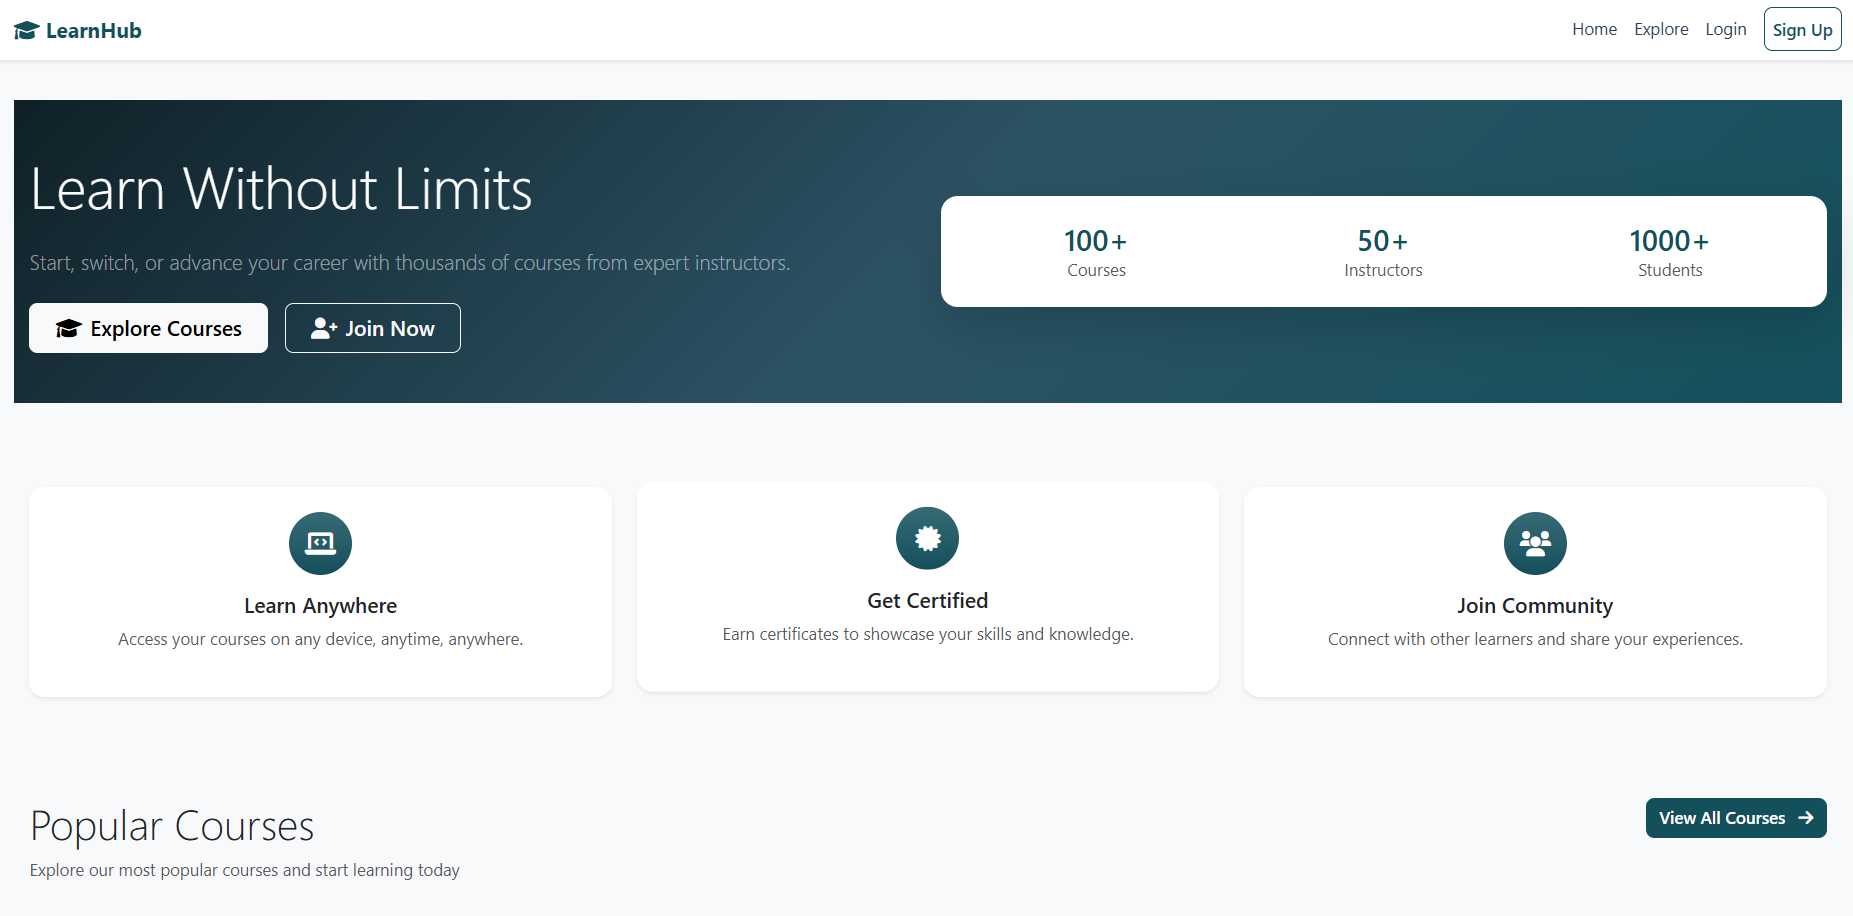 LearnHub
Home Explore Login Sign Up
Learn Without Limits
Start, switch, or advance your career with thousands of courses from expert instructors.
Explore Courses Join Now
100+ 50+ 1000+
Courses Instructors Students
Learn Anywhere
Access your courses on any device, anytime, anywhere.
Get Certified
Earn certificates to showcase your skills and knowledge.
Join Community
Connect with other learners and share your experiences.
Popular Courses
Explore our most popular courses and start learning today
View All Courses